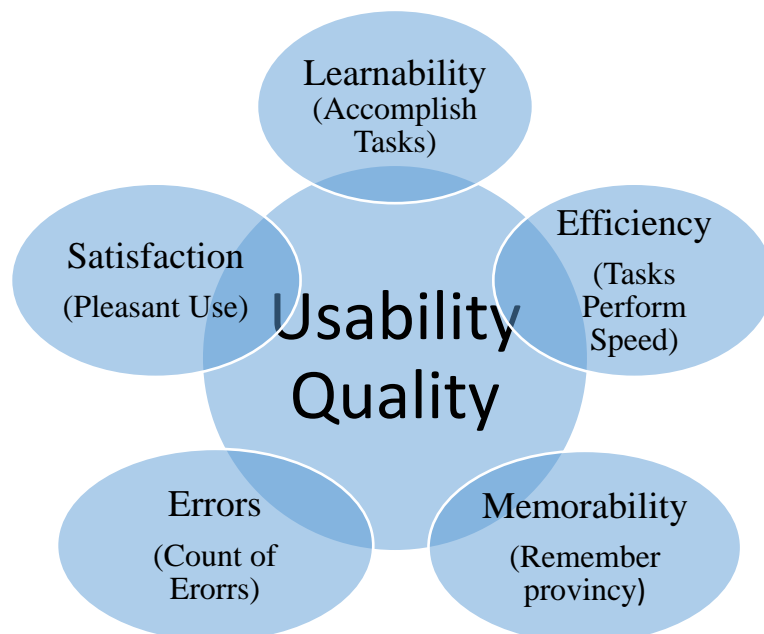 Learnability
(Accomplish
Tasks)
Efficiency
(Tasks
Perform
Speed)
Satisfaction
(Pleasant Use)
Usability
Quality
Errors
(Count of
Erorrs)
Memorability
(Remember
provincy)